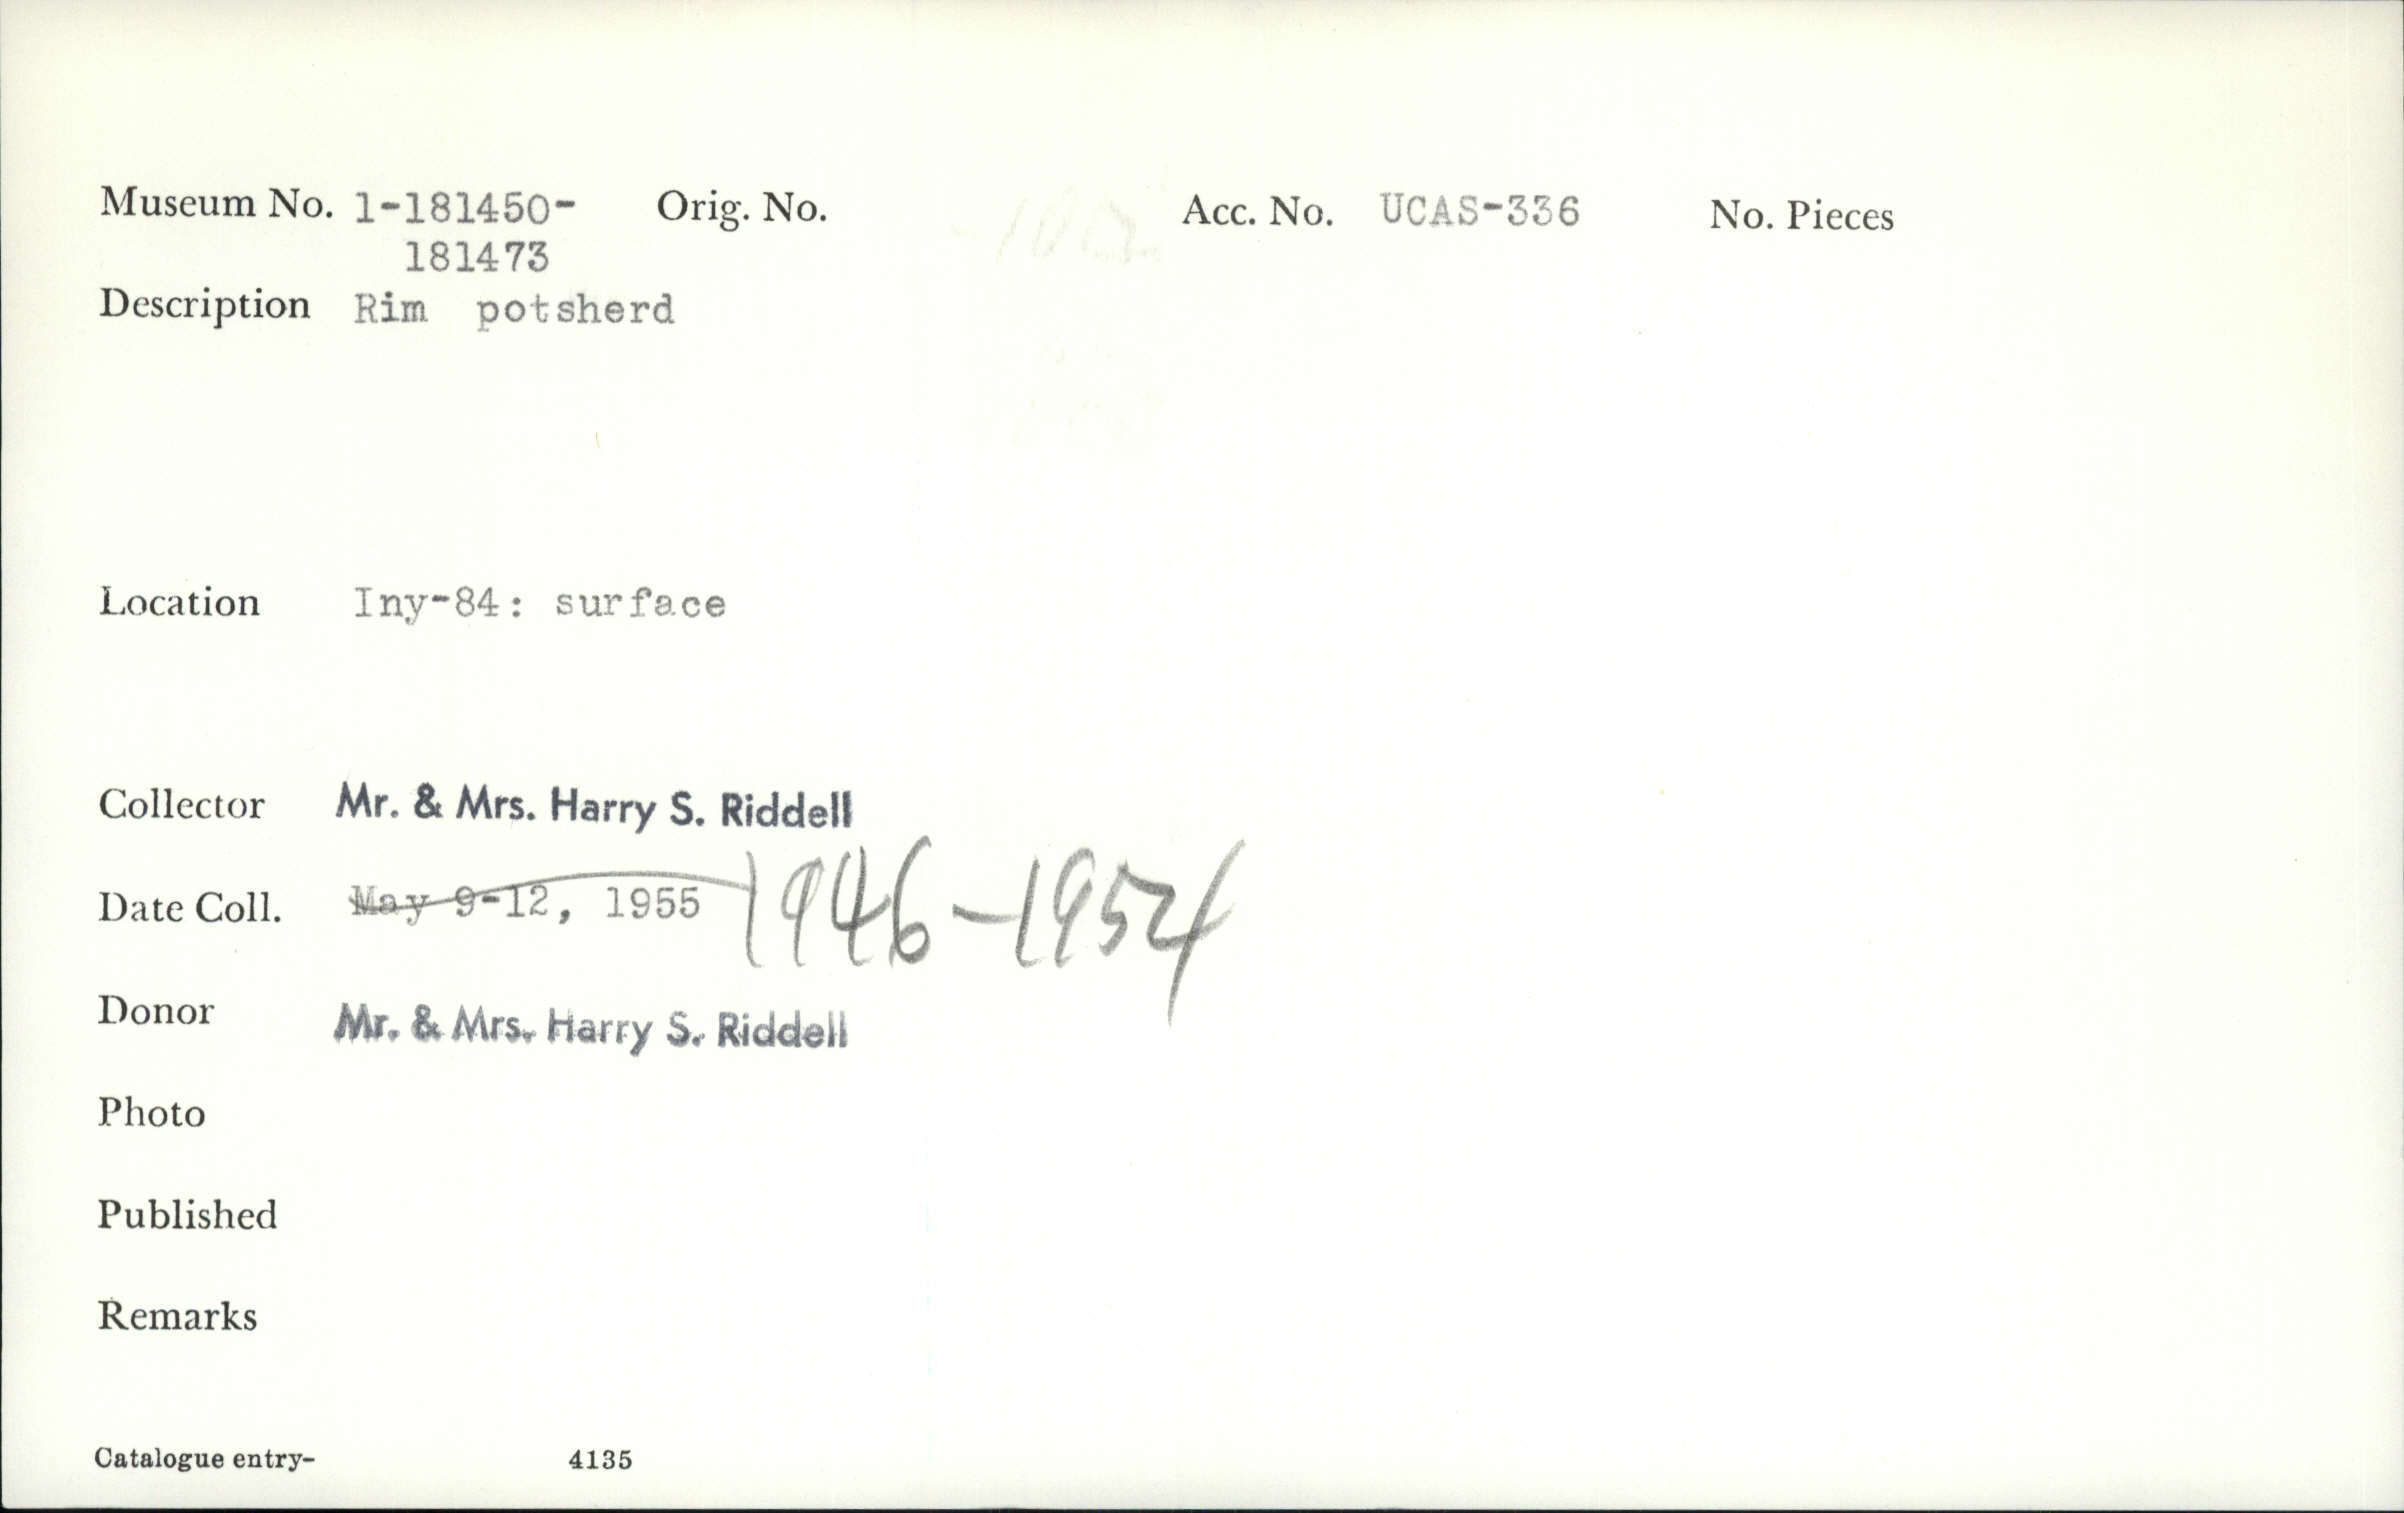 Museum No. 1-181450- Orig. No. Acc. No. UCAS-336 No. Pieces
181473
Description Rim potsherd
Location Iny-84: surface
Collector Mr. & Mrs. Harry S. Riddell
Date Coll. May 9-12, 1955 1946-1954
Donor Mr. & Mrs. Harry S. Riddell
Photo
Published
Remarks
Catalogue entry- 4135